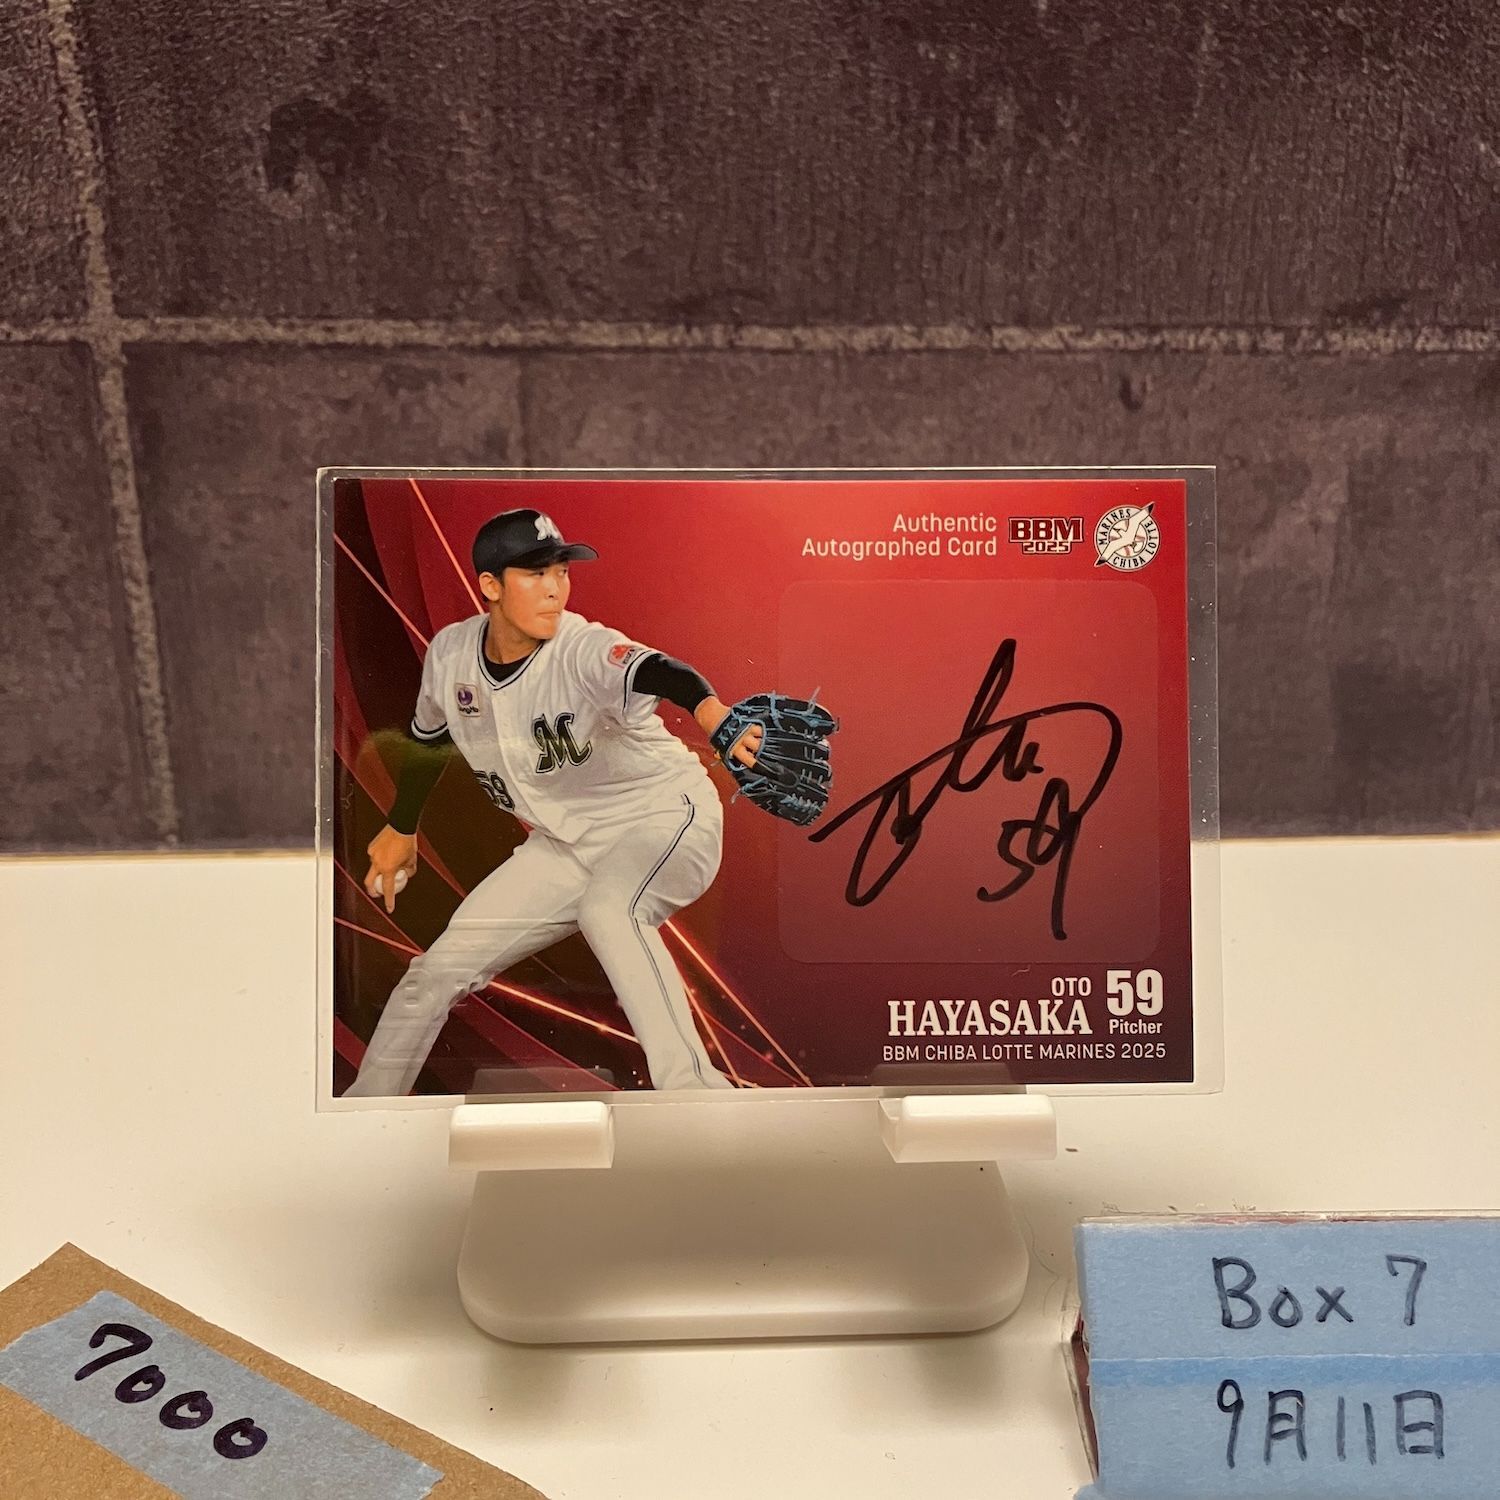 Authentic
Autographed Card
BBM
2025
MARINES
CHIBA LOTTE
M
M
59
59
OTO
HAYASAKA
59
Pitcher
BBM CHIBA LOTTE MARINES 2025
7000
Box 7
9月11日